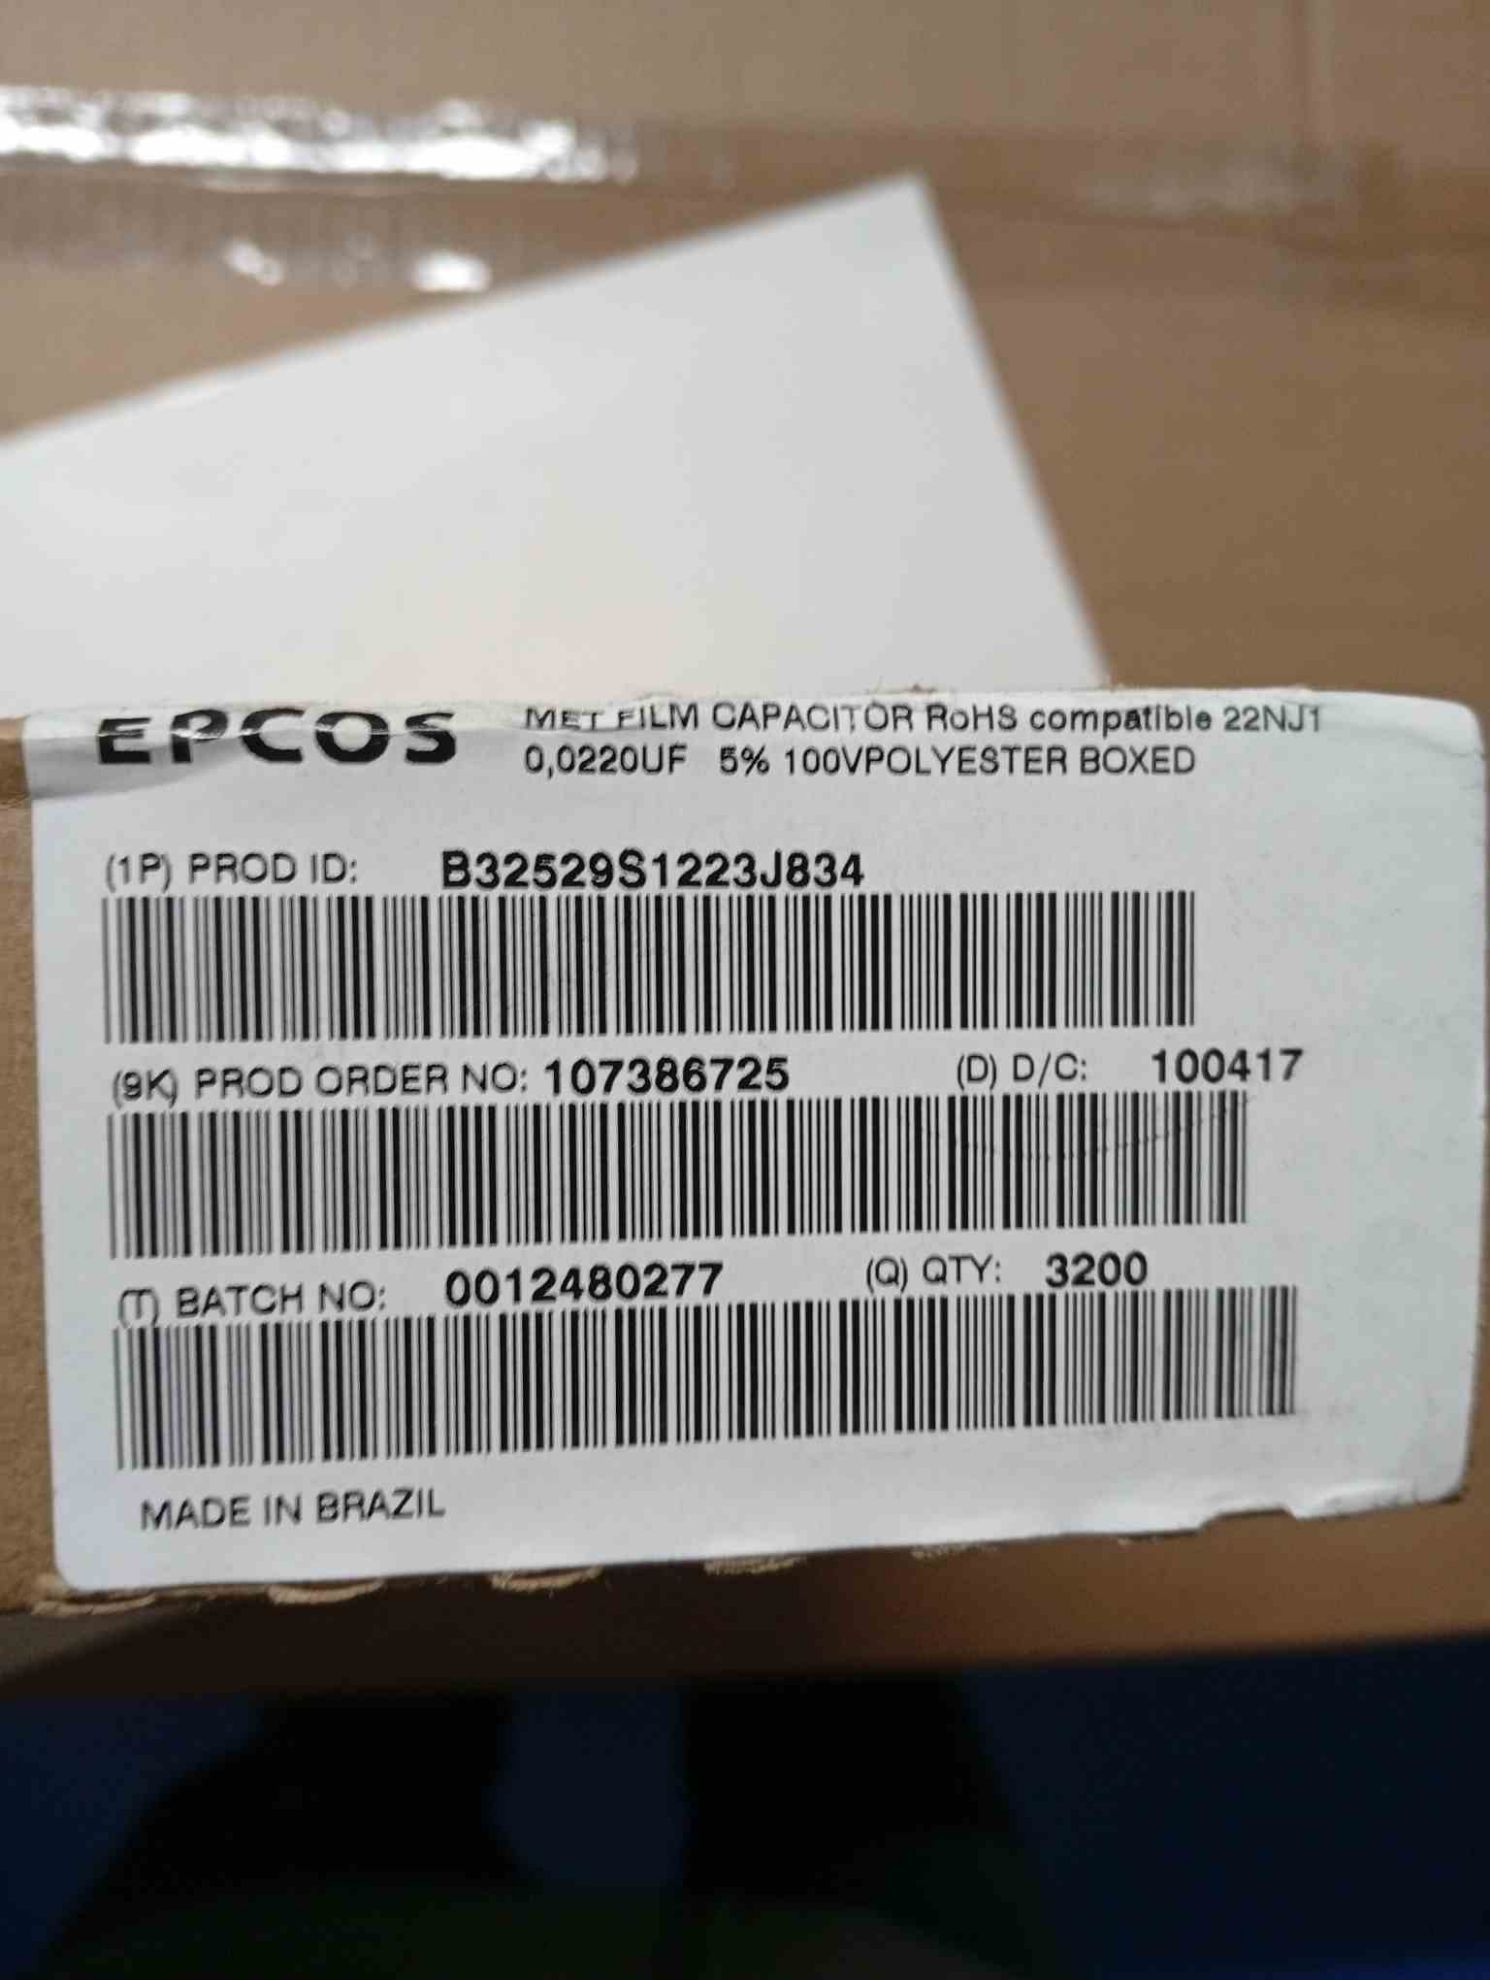 EPCOS MET FILM CAPACITOR RoHS compatible 22NJ1
0,0220UF 5% 100VPOLYESTER BOXED
(1P) PROD ID: B32529S1223J834
(9K) PROD ORDER NO: 107386725 (D) D/C: 100417
(T) BATCH NO: 0012480277 (Q) QTY: 3200
MADE IN BRAZIL